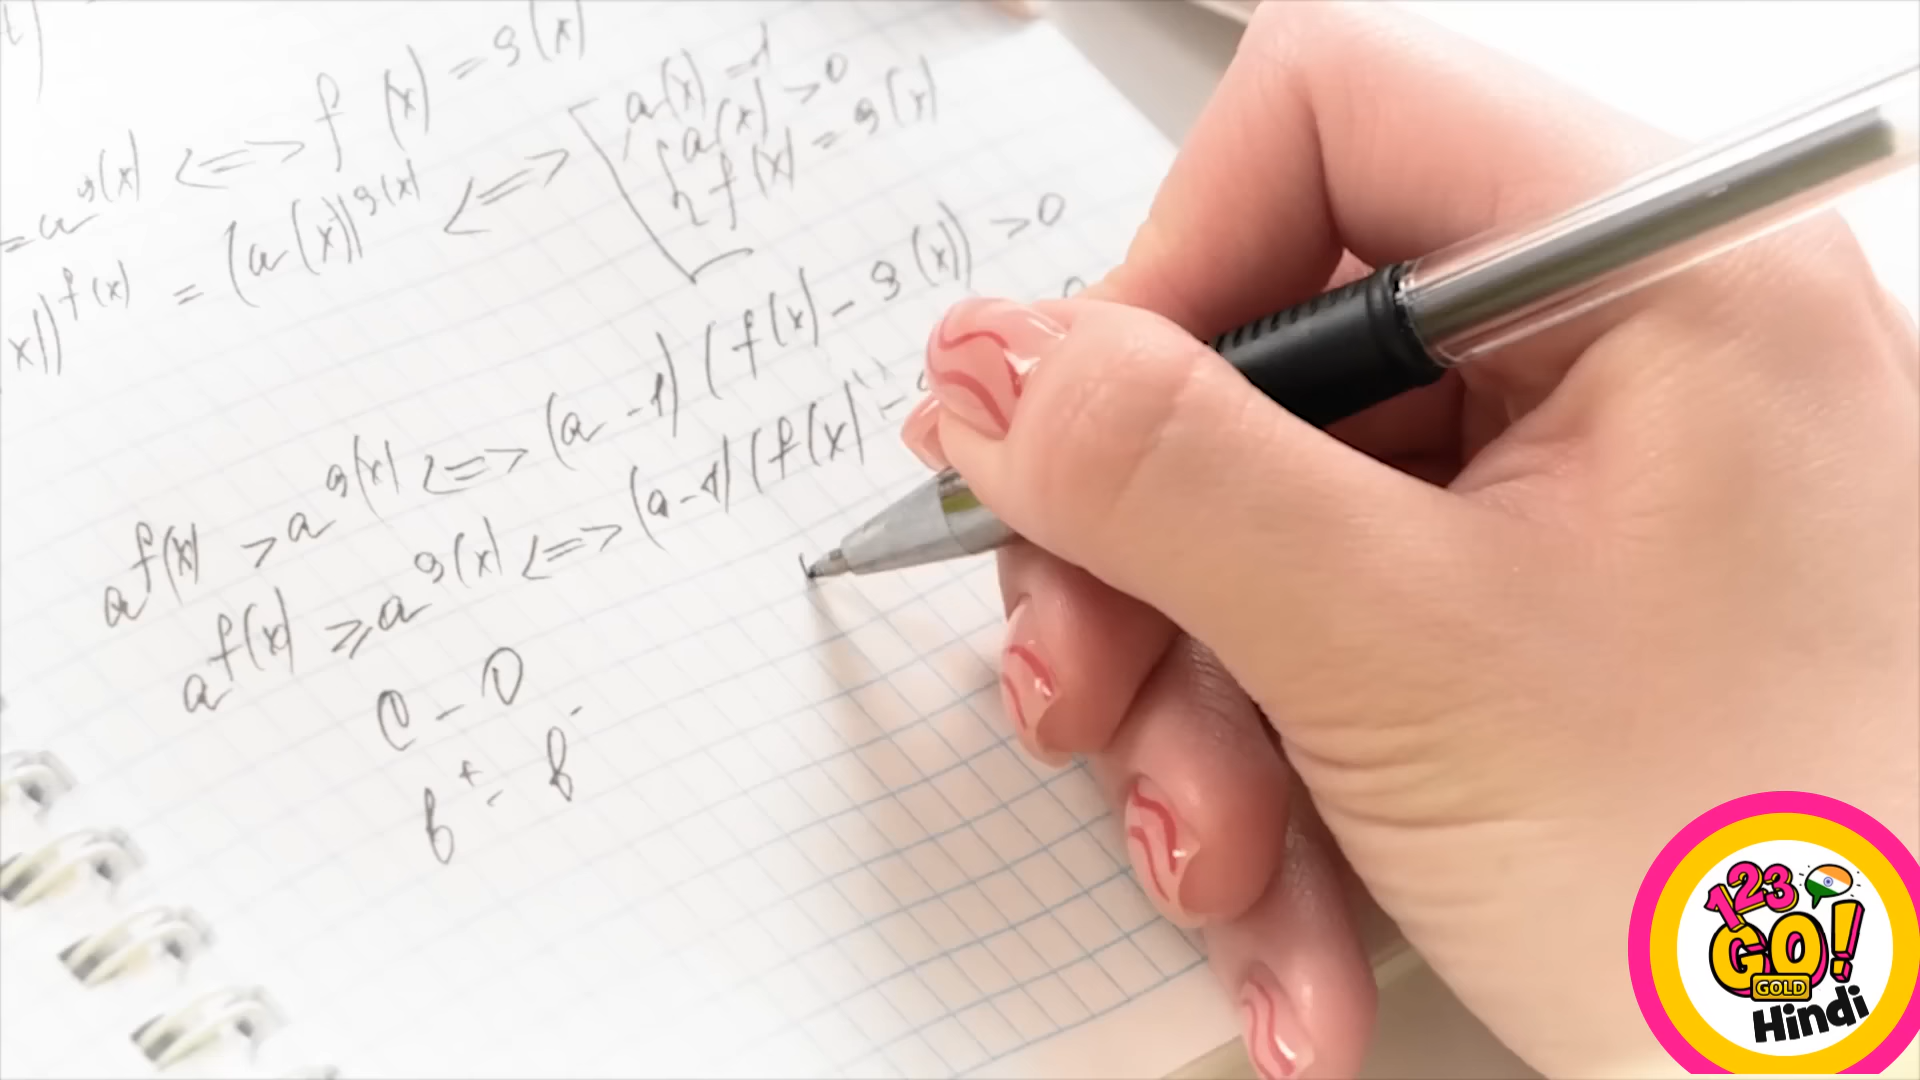 = a^g(x) <=> f(x) = g(x)
x))^f(x) = (a(x))^g(x) <=>
a(x) = 1
a(x) > 0
f(x) = g(x)
a^f(x) > a^g(x) <=> (a-1)(f(x) - g(x)) > 0
a^f(x) ≥ a^g(x) <=> (a-1)(f(x) -
123
GO!
GOLD
Hindi